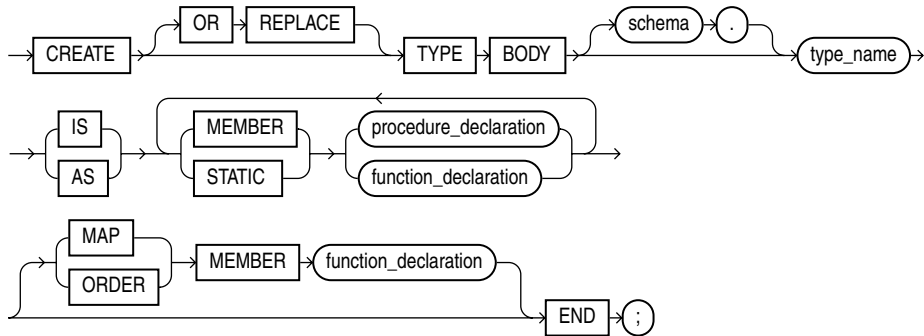 OR REPLACE schema .
CREATE TYPE BODY type_name
IS MEMBER procedure_declaration
AS STATIC function_declaration
MAP
MEMBER function_declaration
ORDER
END ;